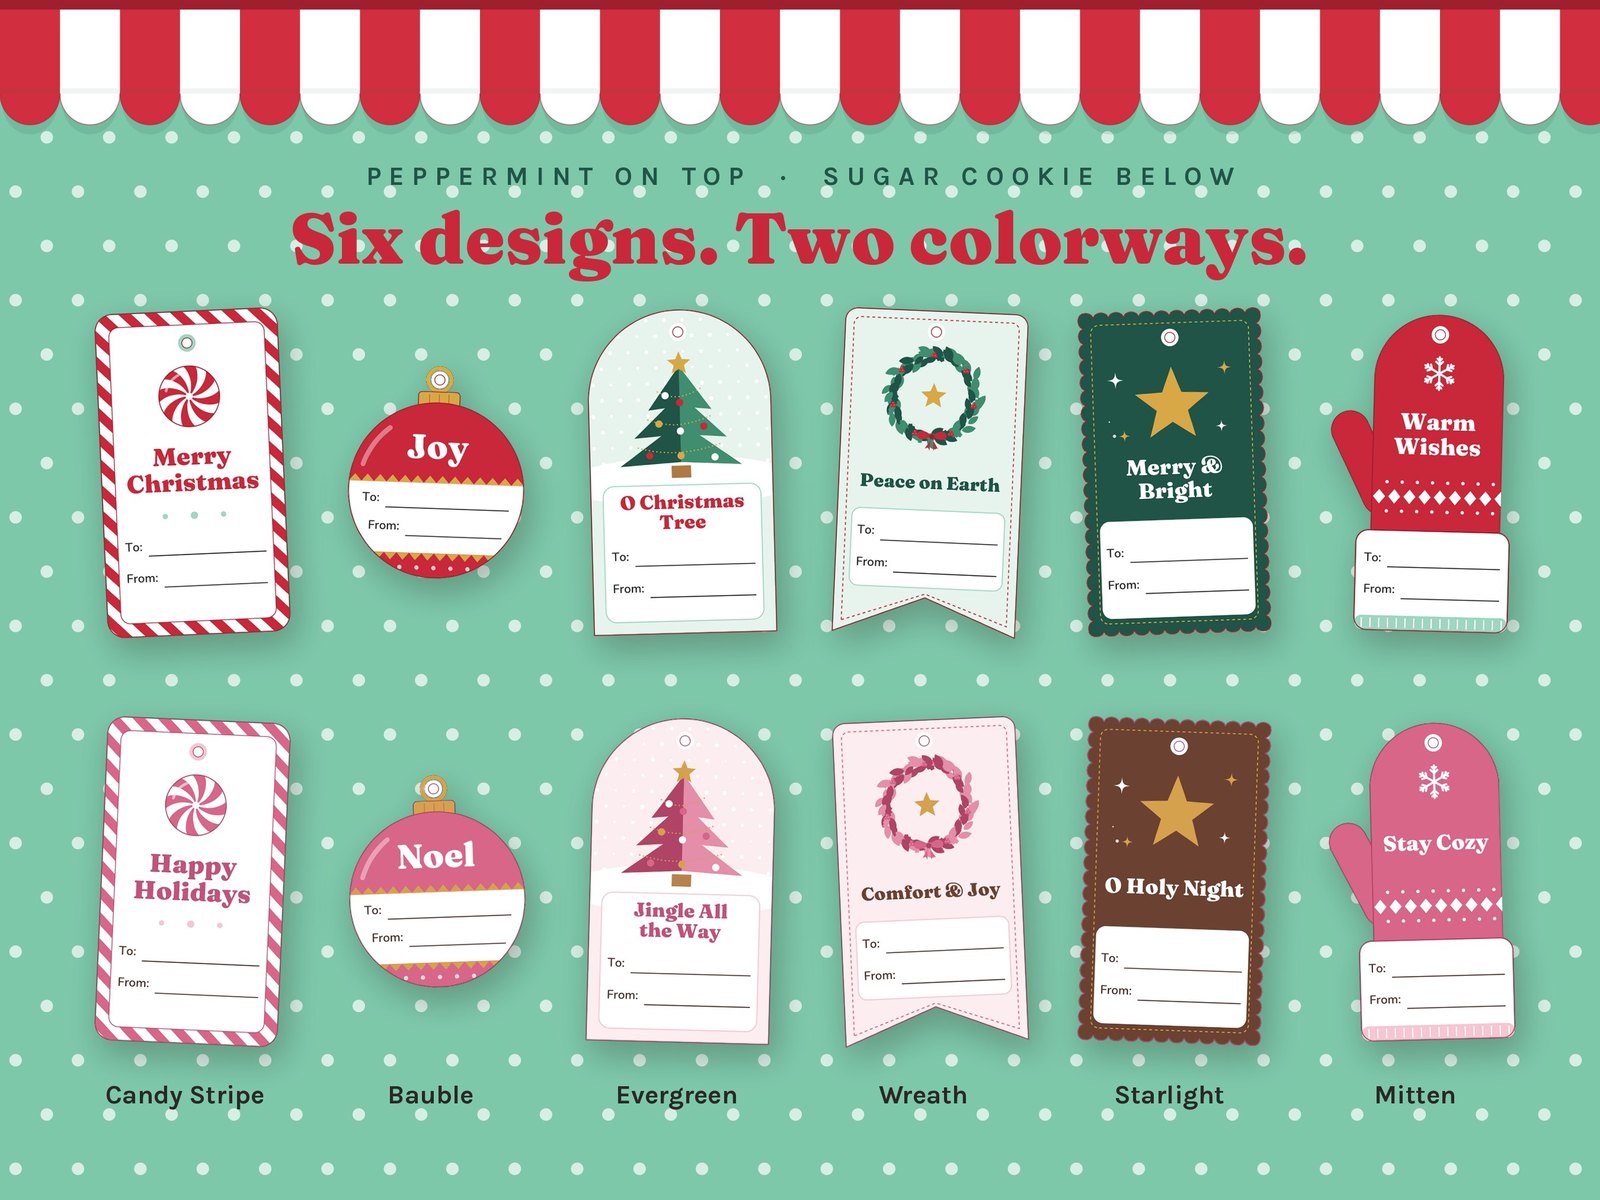 PEPPERMINT ON TOP · SUGAR COOKIE BELOW
Six designs. Two colorways.
Merry
Christmas
To:
From:
Joy
To:
From:
O Christmas
Tree
To:
From:
Peace on Earth
To:
From:
Merry &
Bright
To:
From:
Warm
Wishes
To:
From:
Happy
Holidays
To:
From:
Noel
To:
From:
Jingle All
the Way
To:
From:
Comfort & Joy
To:
From:
O Holy Night
To:
From:
Stay Cozy
To:
From:
Candy Stripe
Bauble
Evergreen
Wreath
Starlight
Mitten